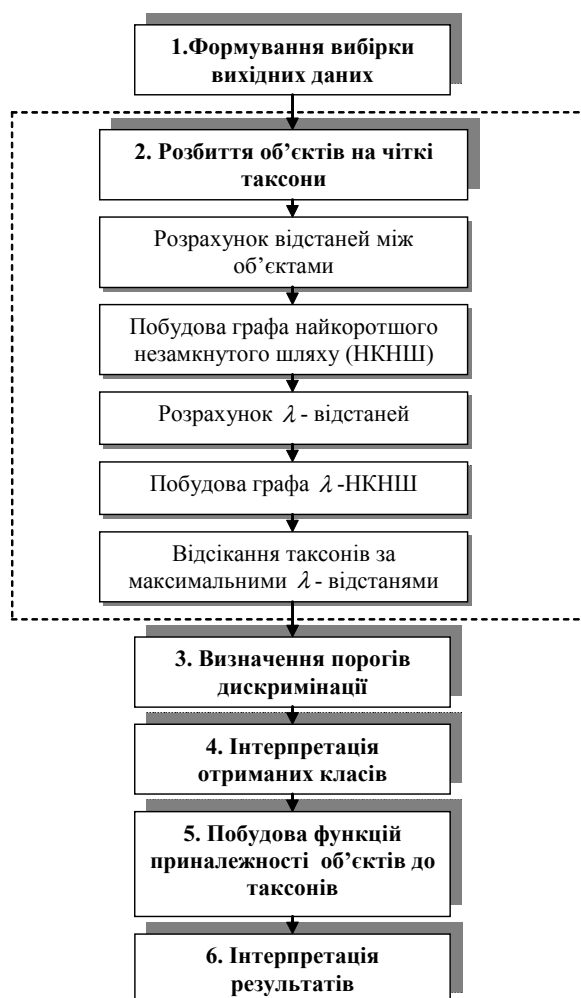 1.Формування вибірки
вихідних даних
2. Розбиття об’єктів на чіткі
таксони
Розрахунок відстаней між
об’єктами
Побудова графа найкоротшого
незамкнутого шляху (НКНШ)
Розрахунок λ - відстаней
Побудова графа λ -НКНШ
Відсікання таксонів за
максимальними λ - відстанями
3. Визначення порогів
дискримінації
4. Інтерпретація
отриманих класів
5. Побудова функцій
приналежності об’єктів до
таксонів
6. Інтерпретація
результатів